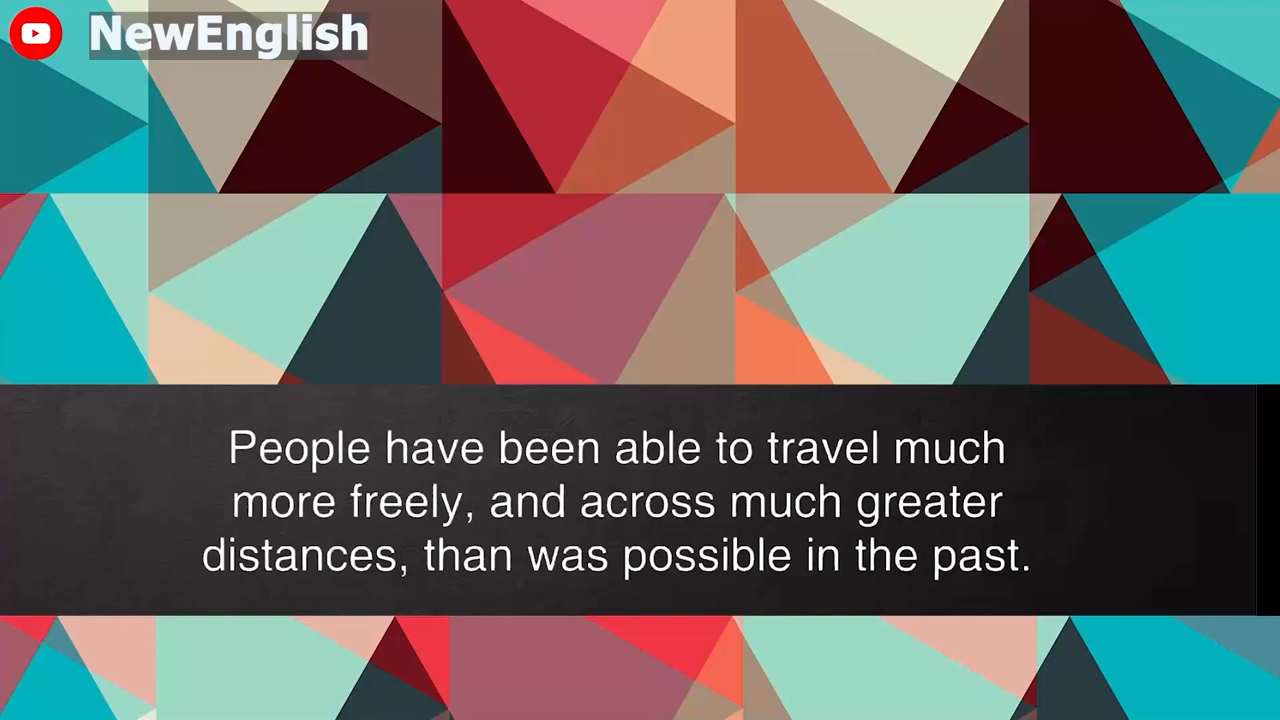 NewEnglish
People have been able to travel much
more freely, and across much greater
distances, than was possible in the past.